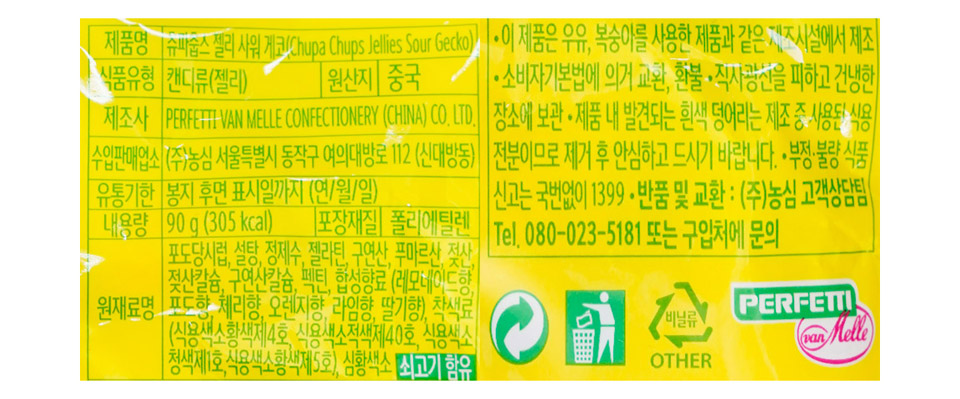 제품명 츄파춥스 젤리 사워 게코(Chupa Chups Jellies Sour Gecko)
식품유형 캔디류(젤리) 원산지 중국
제조사 PERFETTI VAN MELLE CONFECTIONERY (CHINA) CO. LTD.
수입판매업소 (주)농심 서울특별시 동작구 여의대방로 112 (신대방동)
유통기한 봉지 후면 표시일까지 (연/월/일)
내용량 90 g (305 kcal) 포장재질 폴리에틸렌
원재료명
포도당시럽, 설탕, 정제수, 젤라틴, 구연산, 푸마르산, 젖산,
젖산칼슘, 구연산칼슘, 펙틴, 합성향료 (레모네이드향,
포도향, 체리향, 오렌지향, 라임향, 딸기향) 착색료
(식용색소황색제4호, 식용색소적색제40호, 식용색소
청색제1호,식용색소황색제5호), 심황색소 쇠고기 함유
•이 제품은 우유, 복숭아를 사용한 제품과 같은 제조시설에서 제조
•소비자기본법에 의거 교환, 환불 •직사광선을 피하고 건냉한
장소에 보관 •제품 내 발견되는 흰색 덩어리는 제조 중 사용된 식용
전분이므로 제거 후 안심하고 드시기 바랍니다. •부정·불량 식품
신고는 국번없이 1399 •반품 및 교환 : (주)농심 고객상담팀
Tel. 080-023-5181 또는 구입처에 문의
비닐류
OTHER
PERFETTI
van Melle